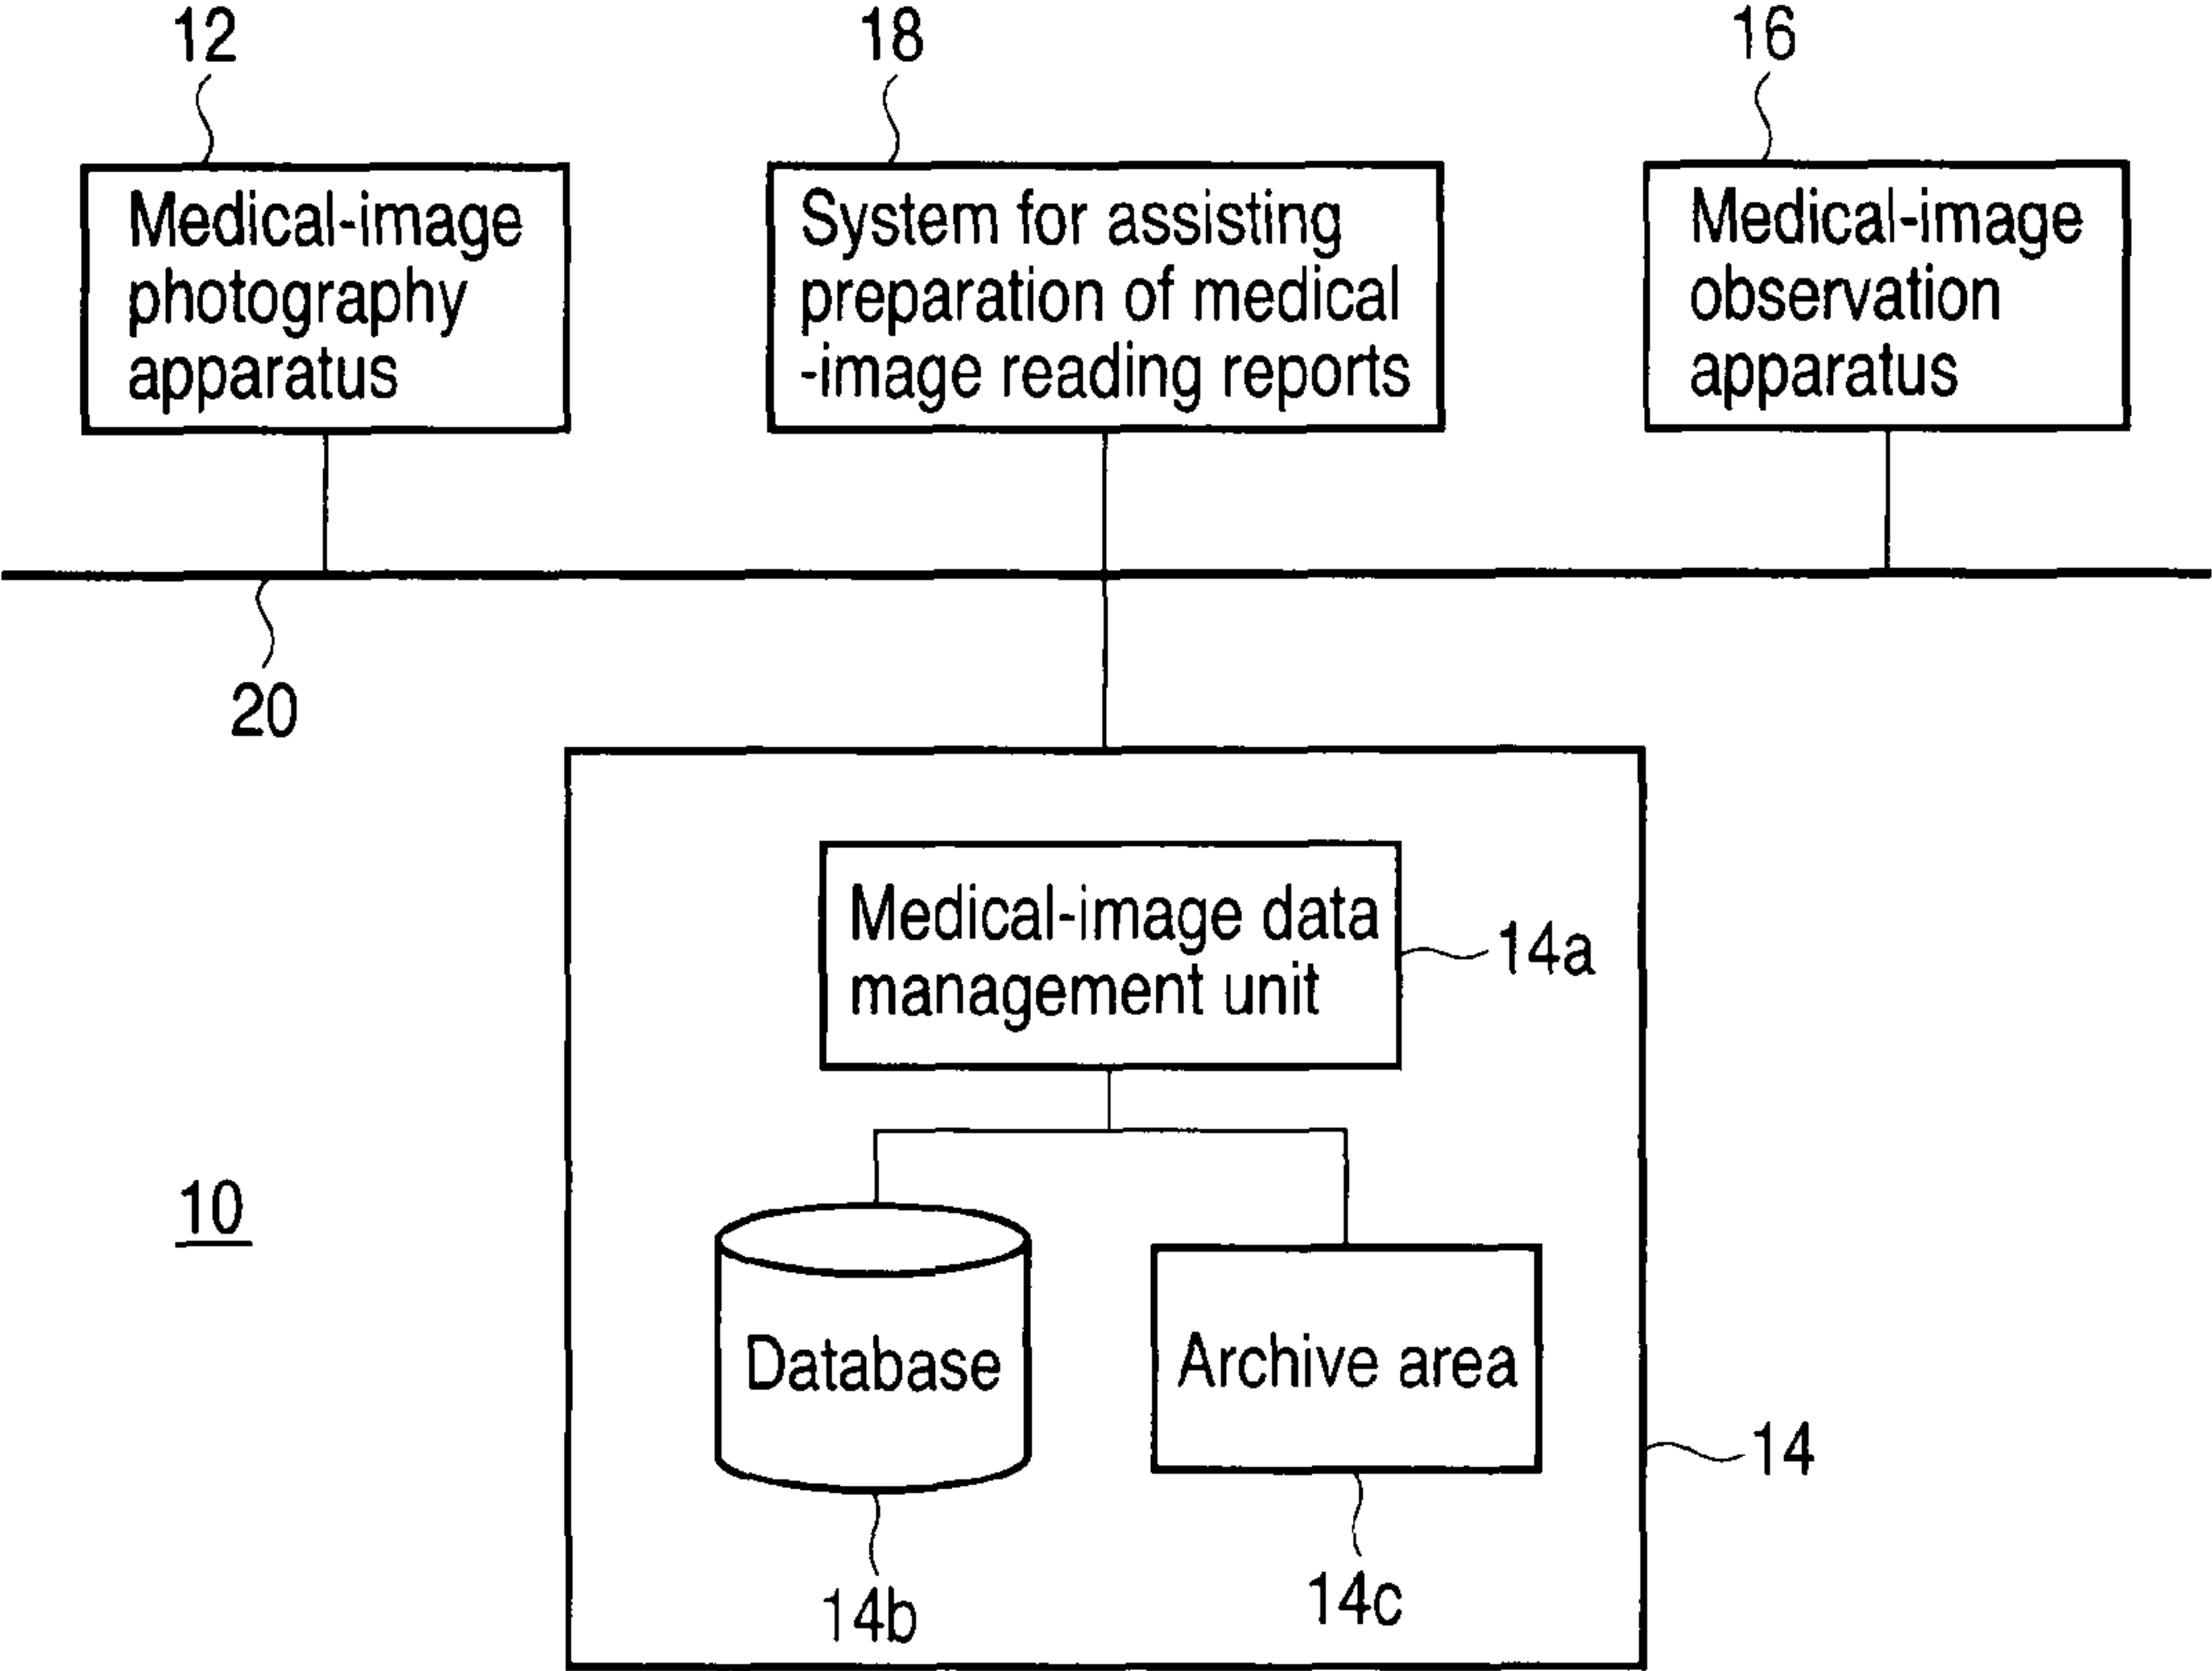 12
18
16
Medical-image
photography
apparatus
System for assisting
preparation of medical
-image reading reports
Medical-image
observation
apparatus
20
Medical-image data
management unit
14a
10
Database
Archive area
14
14b
14c